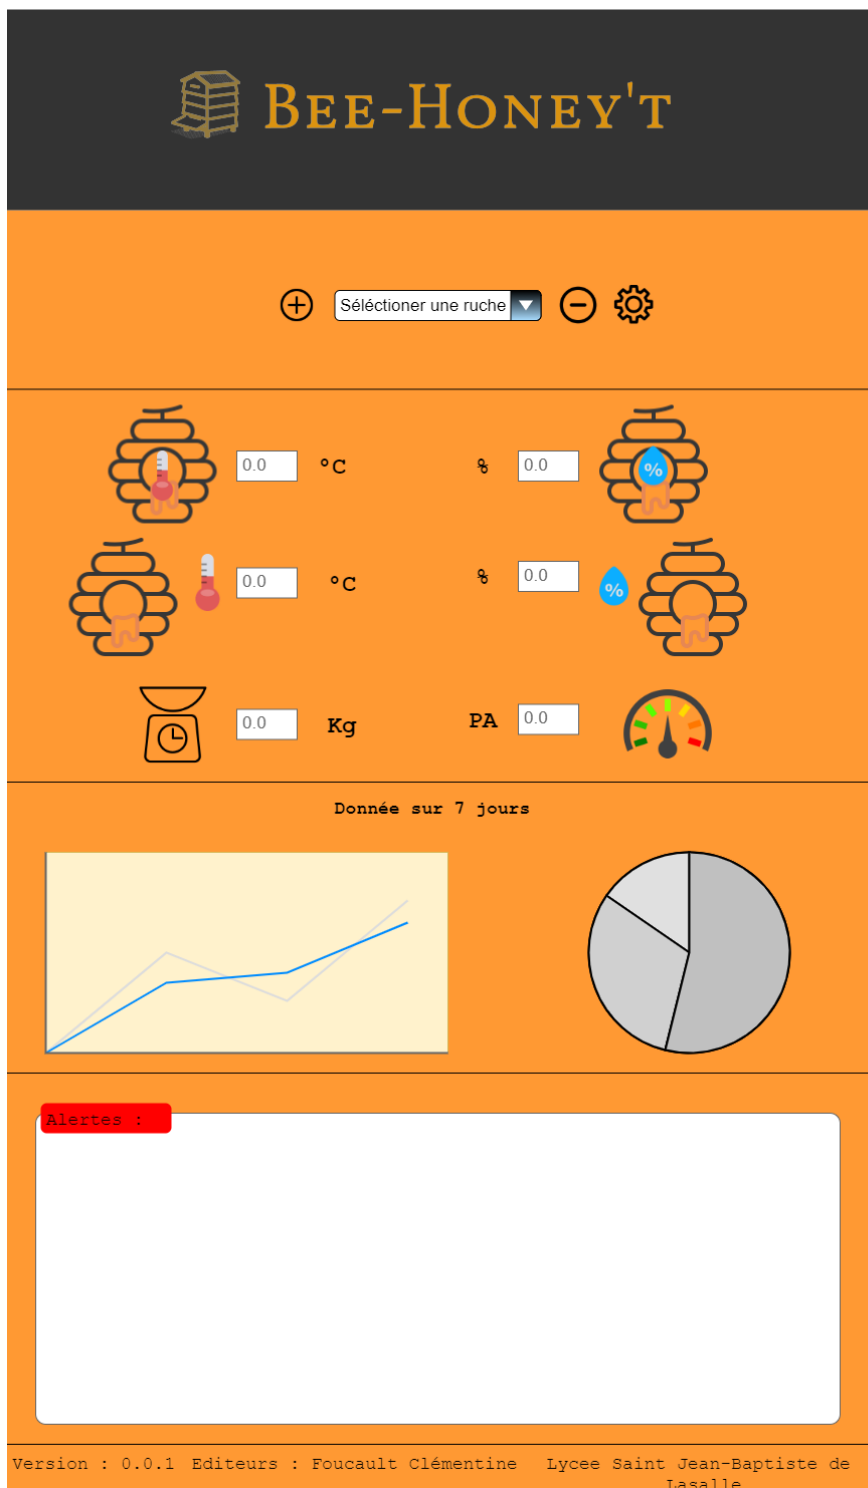 BEE-HONEY'T
Séléctioner une ruche
0.0 °C % 0.0 %
0.0 °C % 0.0 %
0.0 Kg PA 0.0
Donnée sur 7 jours
Alertes :
Version : 0.0.1 Editeurs : Foucault Clémentine Lycee Saint Jean-Baptiste de
Lasalle